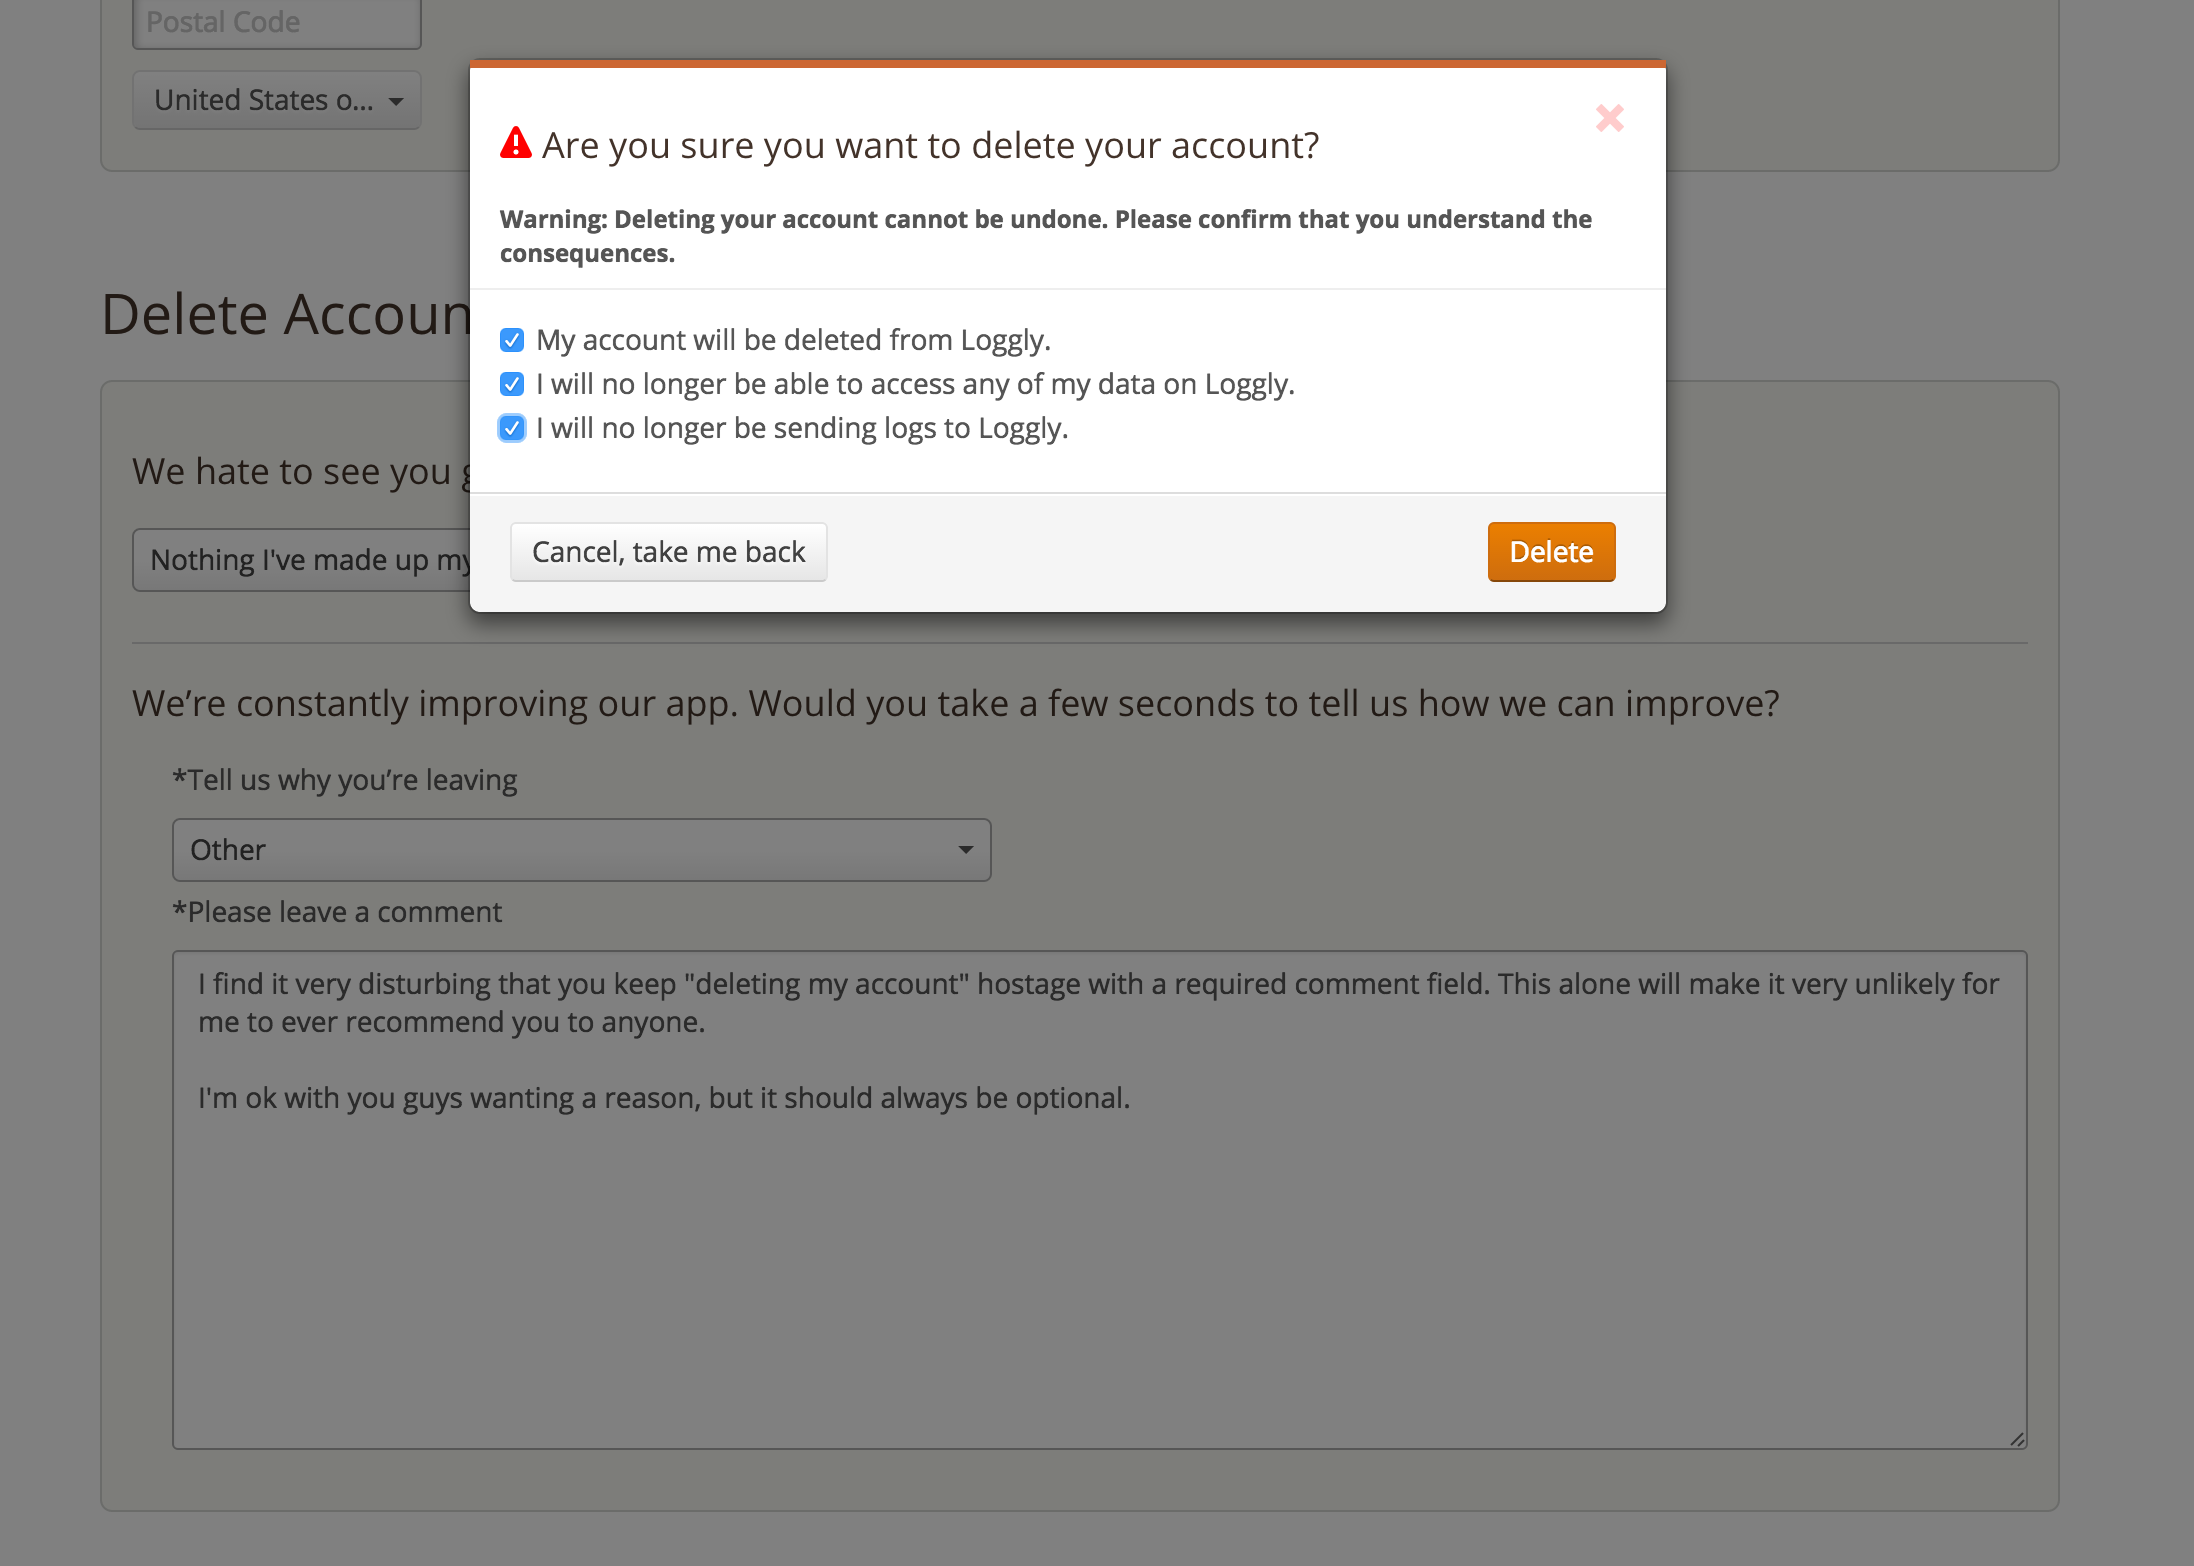 Postal Code
United States o...
Are you sure you want to delete your account?
Warning: Deleting your account cannot be undone. Please confirm that you understand the
consequences.
Delete Accoun
My account will be deleted from Loggly.
I will no longer be able to access any of my data on Loggly.
I will no longer be sending logs to Loggly.
We hate to see you g
Nothing I've made up my
Cancel, take me back
Delete
We’re constantly improving our app. Would you take a few seconds to tell us how we can improve?
*Tell us why you’re leaving
Other
*Please leave a comment
I find it very disturbing that you keep "deleting my account" hostage with a required comment field. This alone will make it very unlikely for
me to ever recommend you to anyone.
I'm ok with you guys wanting a reason, but it should always be optional.